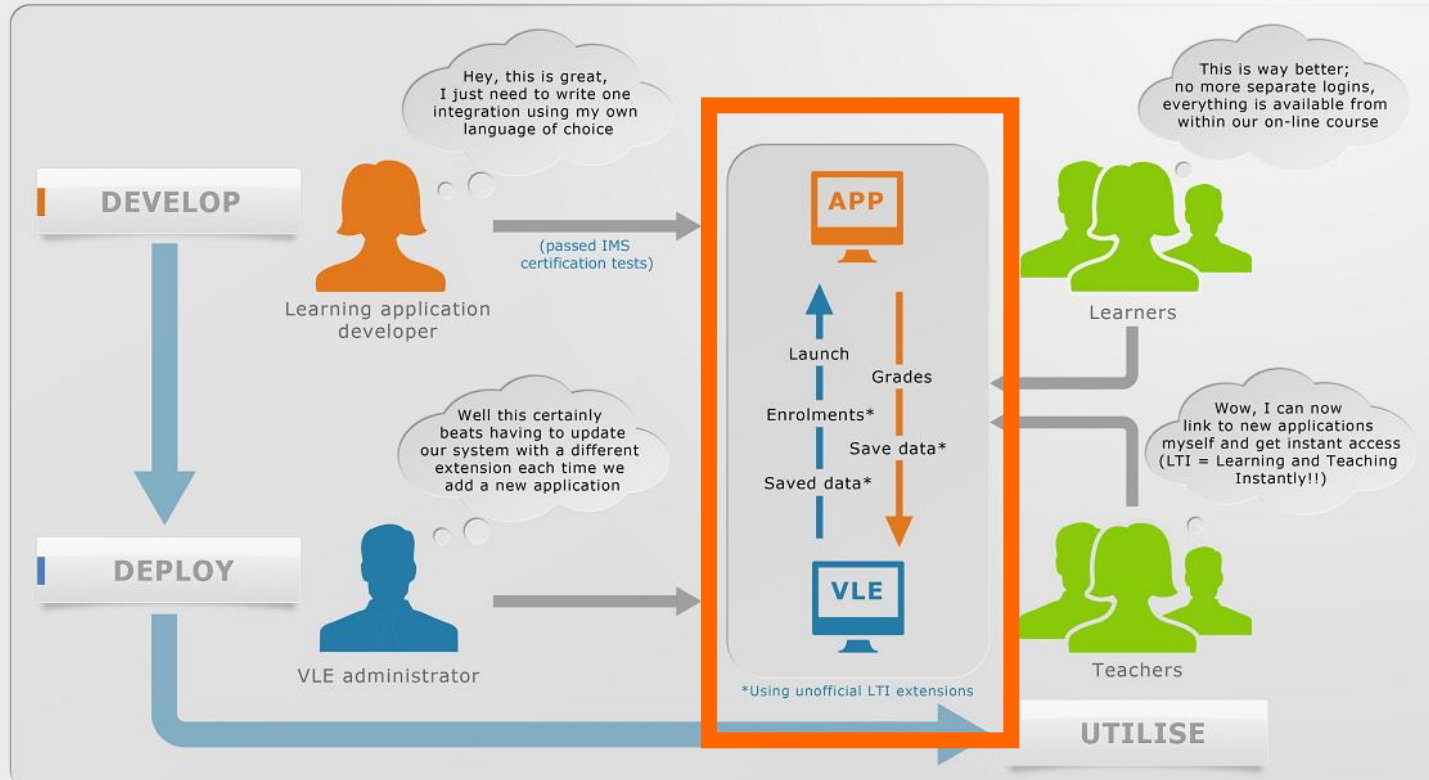 Hey, this is great,
I just need to write one
integration using my own
language of choice
This is way better;
no more separate logins,
everything is available from
within our on-line course
DEVELOP
APP
(passed IMS
certification tests)
Learning application
developer
Learners
Launch
Grades
Enrolments*
Save data*
Saved data*
Well this certainly
beats having to update
our system with a different
extension each time we
add a new application
Wow, I can now
link to new applications
myself and get instant access
(LTI = Learning and Teaching
Instantly!!)
DEPLOY
VLE
VLE administrator
Teachers
*Using unofficial LTI extensions
UTILISE